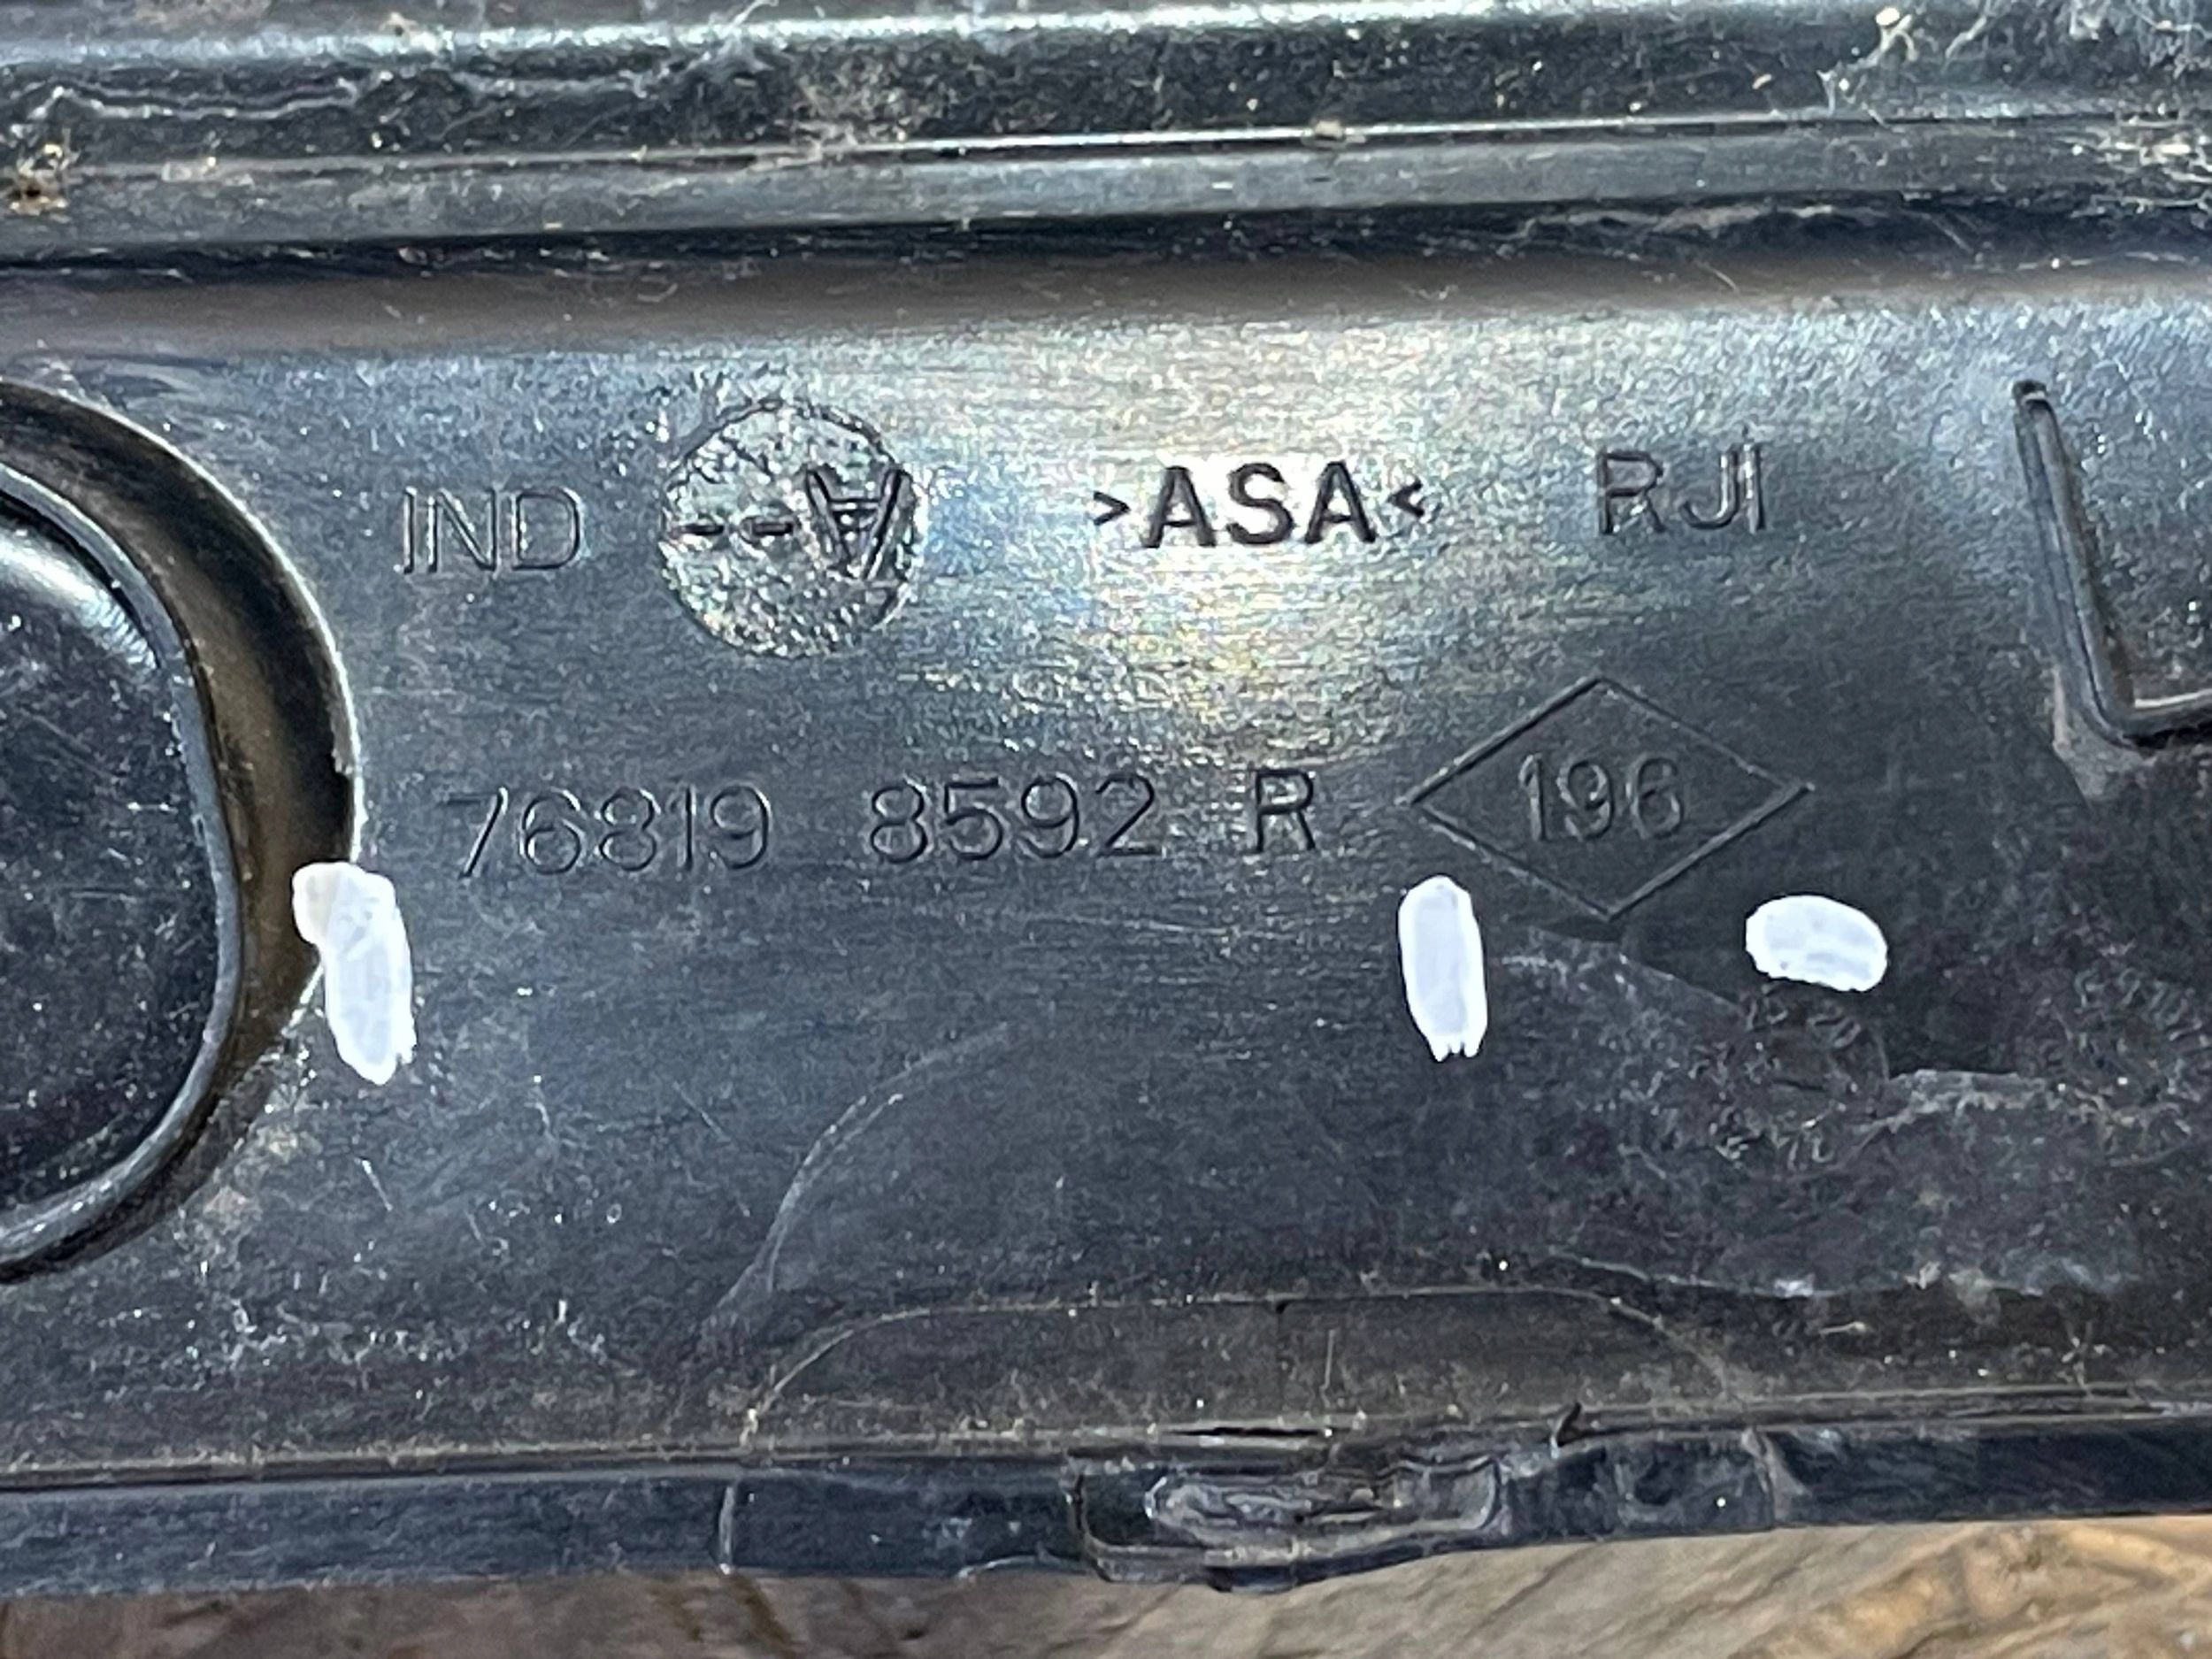 IND A-- >ASA< RJI
76819 8592 R 196